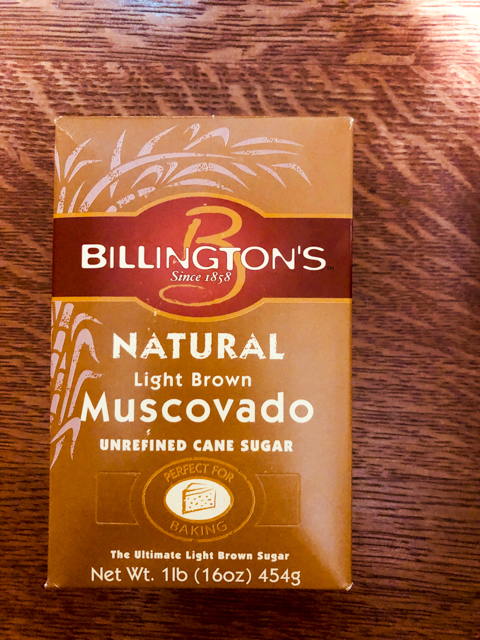 BILLINGTON'S
Since 1858
NATURAL
Light Brown
Muscovado
UNREFINED CANE SUGAR
PERFECT FOR
BAKING
The Ultimate Light Brown Sugar
Net Wt. 1lb (16oz) 454g